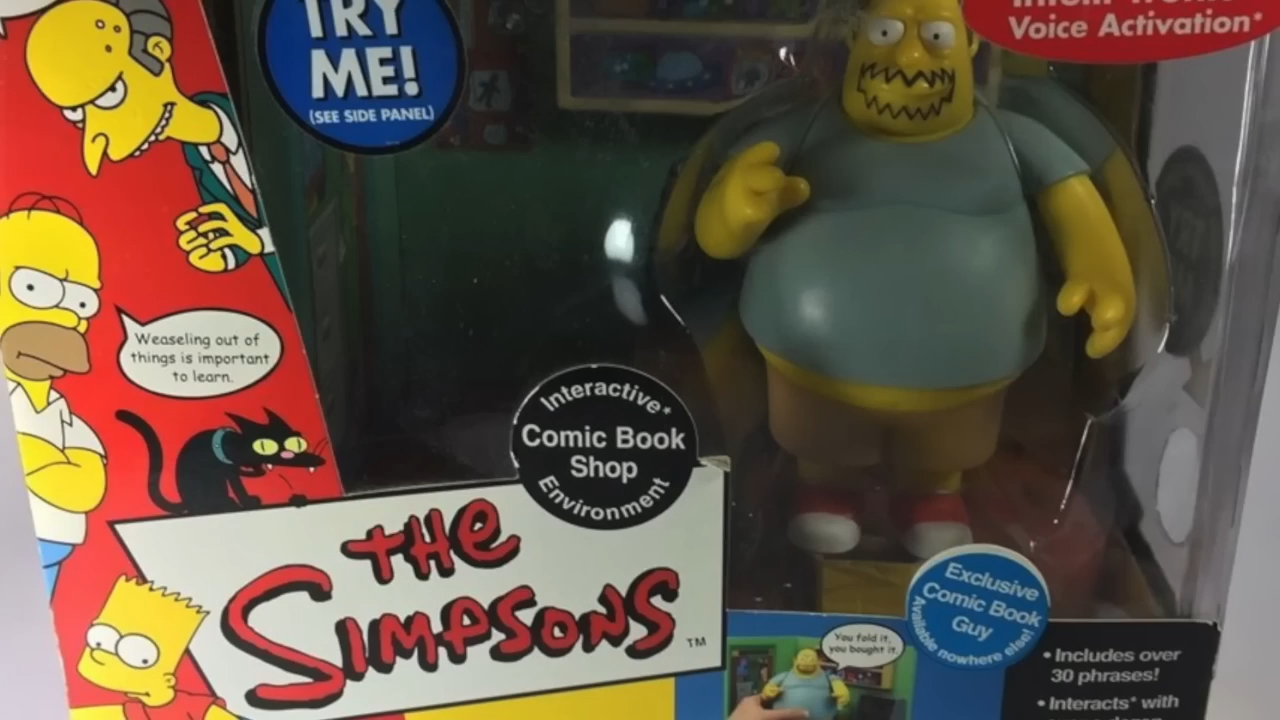 TRY
ME!
(SEE SIDE PANEL)
Voice Activation*
Weaseling out of
things is important
to learn.
Interactive*
Comic Book
Shop
Environment
THE
SIMPSONS
TM
Exclusive
Comic Book
Guy
Available nowhere else!
You fold it,
you bought it.
• Includes over
30 phrases!
• Interacts* with